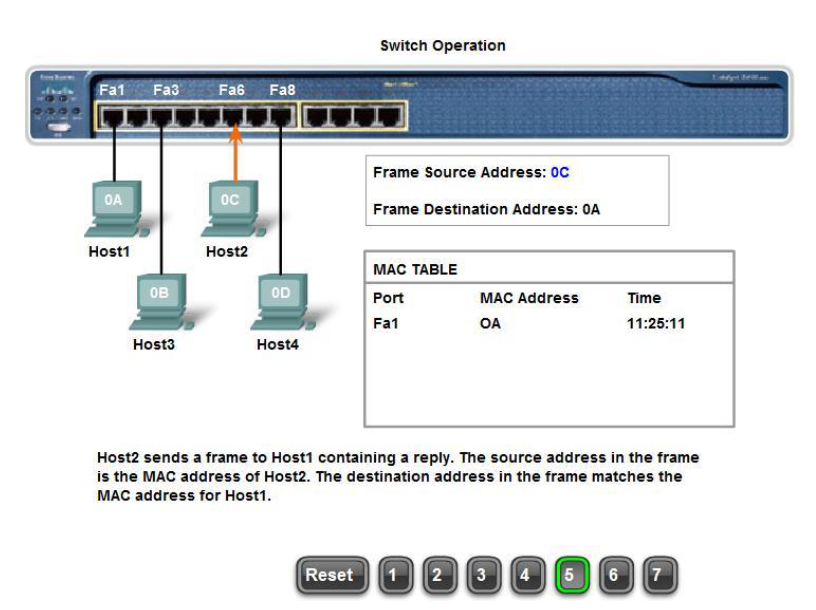 Switch Operation
Fa1 Fa3 Fa6 Fa8
Frame Source Address: 0C
Frame Destination Address: 0A
0A
0C
Host1
Host2
0B
0D
Host3
Host4
MAC TABLE
Port MAC Address Time
Fa1 OA 11:25:11
Host2 sends a frame to Host1 containing a reply. The source address in the frame
is the MAC address of Host2. The destination address in the frame matches the
MAC address for Host1.
Reset 1 2 3 4 5 6 7